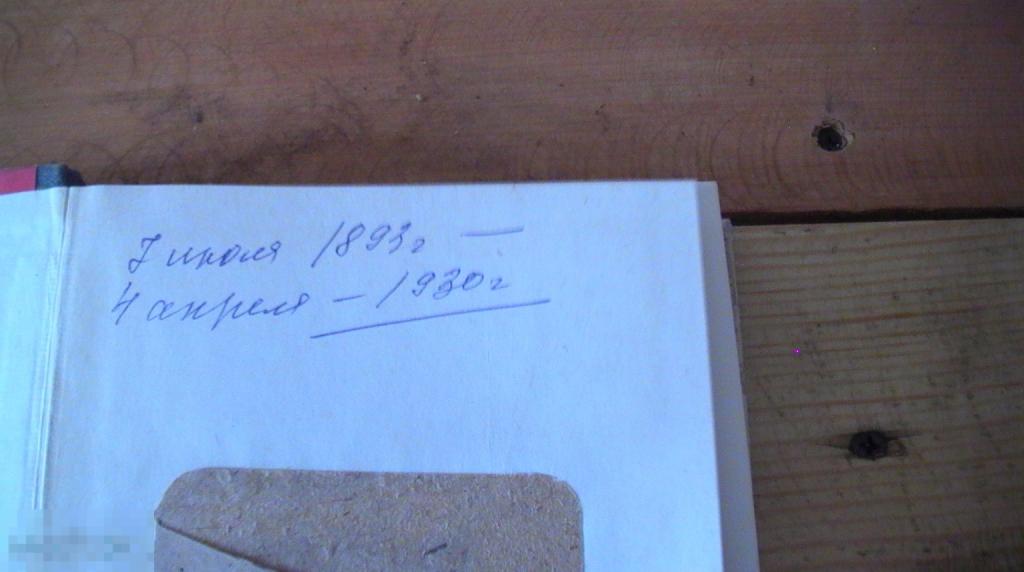 7 июля 1893г —
4 апреля – 1930г